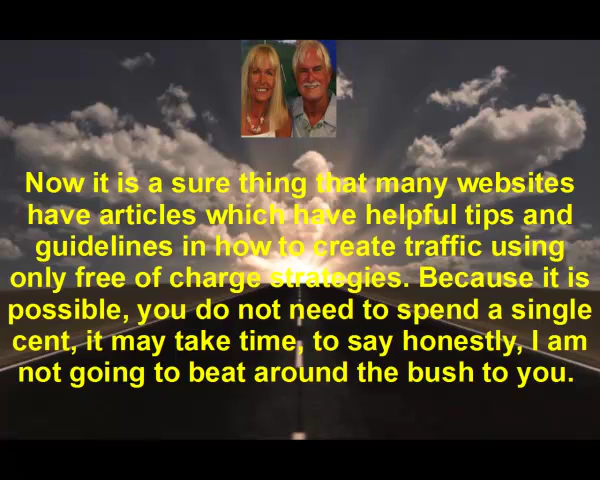 Now it is a sure thing that many websites
have articles which have helpful tips and
guidelines in how to create traffic using
only free of charge strategies. Because it is
possible, you do not need to spend a single
cent, it may take time, to say honestly, I am
not going to beat around the bush to you.